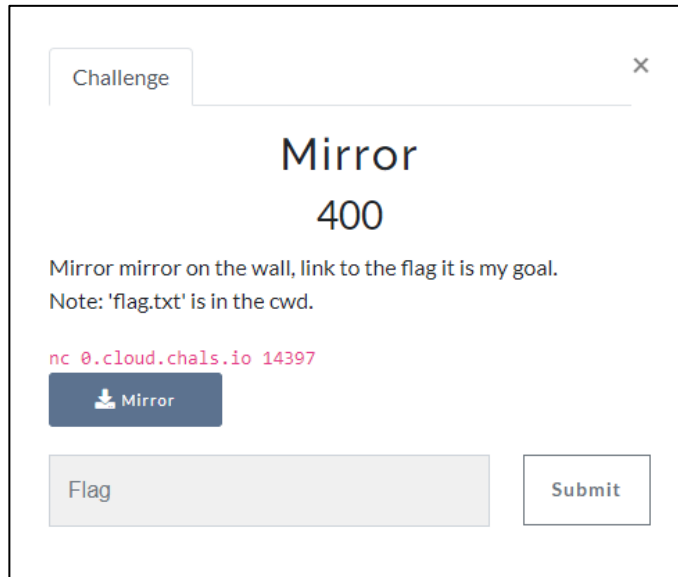 Challenge
×
Mirror
400
Mirror mirror on the wall, link to the flag it is my goal.
Note: 'flag.txt' is in the cwd.
nc 0.cloud.chals.io 14397
Mirror
Flag
Submit